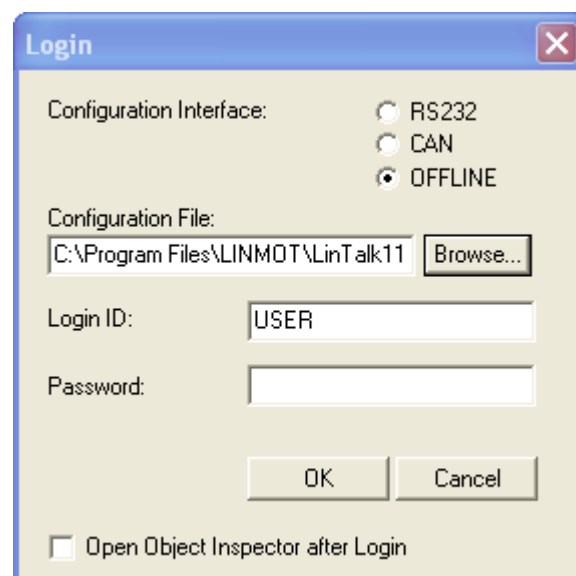 Login
Configuration Interface:
RS232
CAN
OFFLINE
Configuration File:
C:\Program Files\LINMOT\LinTalk11
Browse...
Login ID:
USER
Password:
OK
Cancel
Open Object Inspector after Login